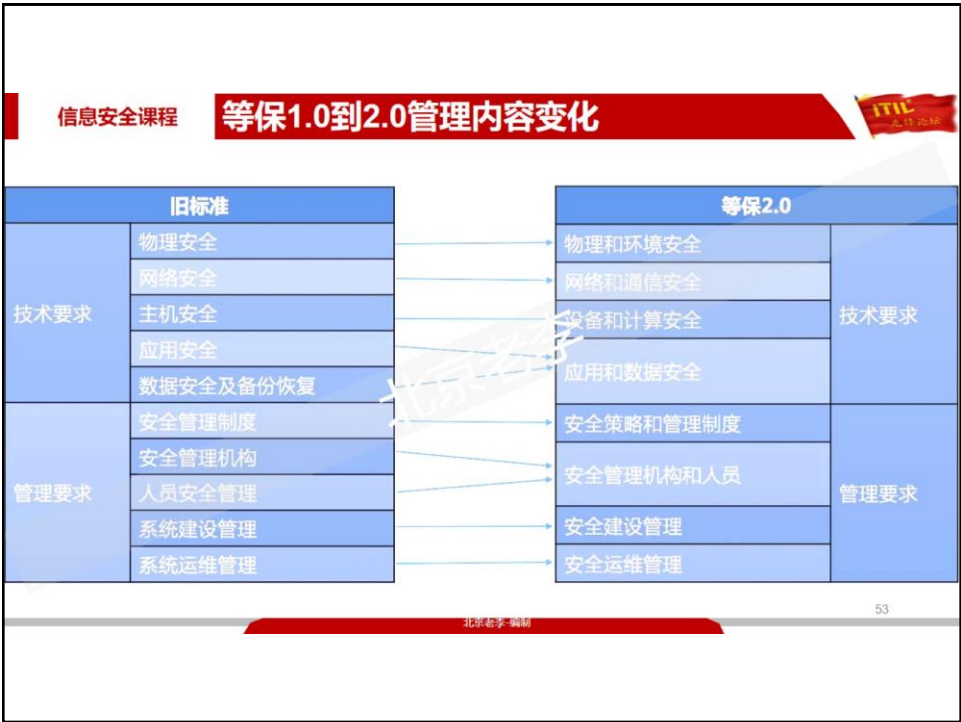 信息安全课程
等保1.0到2.0管理内容变化
ITIL
先锋论坛
旧标准
技术要求
物理安全
网络安全
主机安全
应用安全
数据安全及备份恢复
管理要求
安全管理制度
安全管理机构
人员安全管理
系统建设管理
系统运维管理
等保2.0
物理和环境安全
网络和通信安全
设备和计算安全
应用和数据安全
技术要求
安全策略和管理制度
安全管理机构和人员
安全建设管理
安全运维管理
管理要求
北京老李
53
北京老李-编制